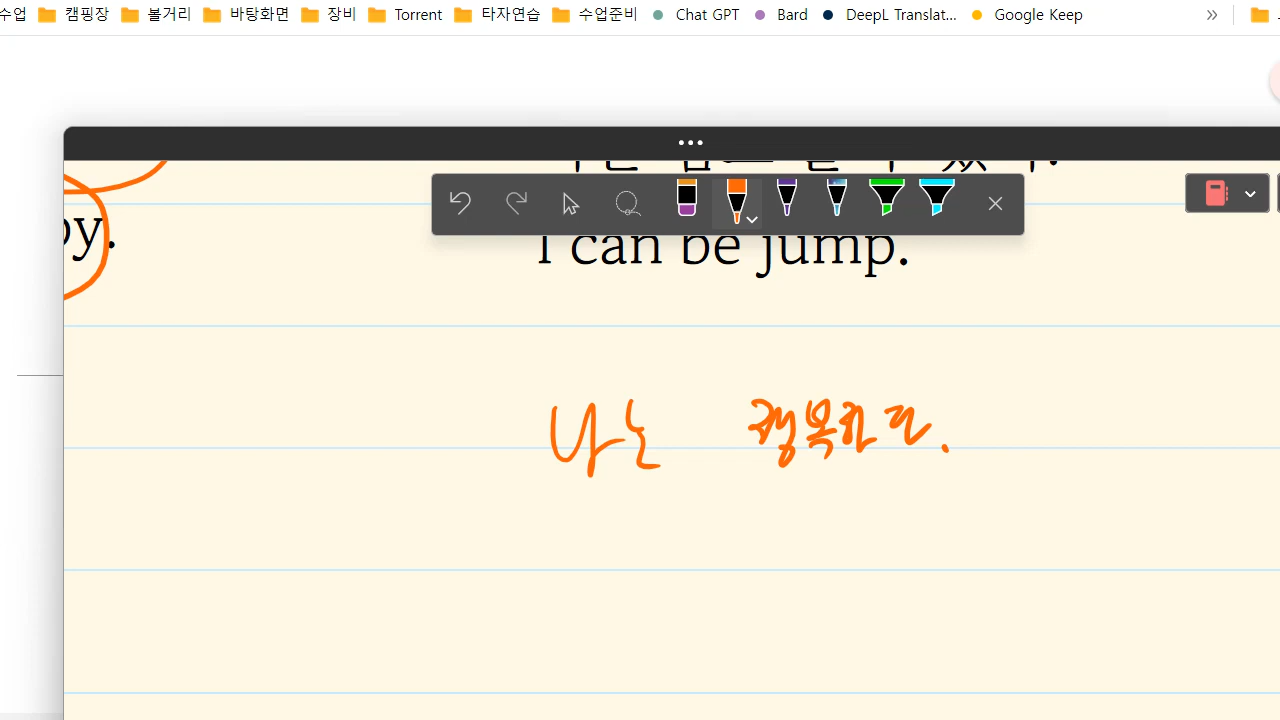 수업 캠핑장 볼거리 바탕화면 장비 Torrent 타자연습 수업준비 Chat GPT Bard DeepL Translat... Google Keep
I can be jump.
나는 행복하다.